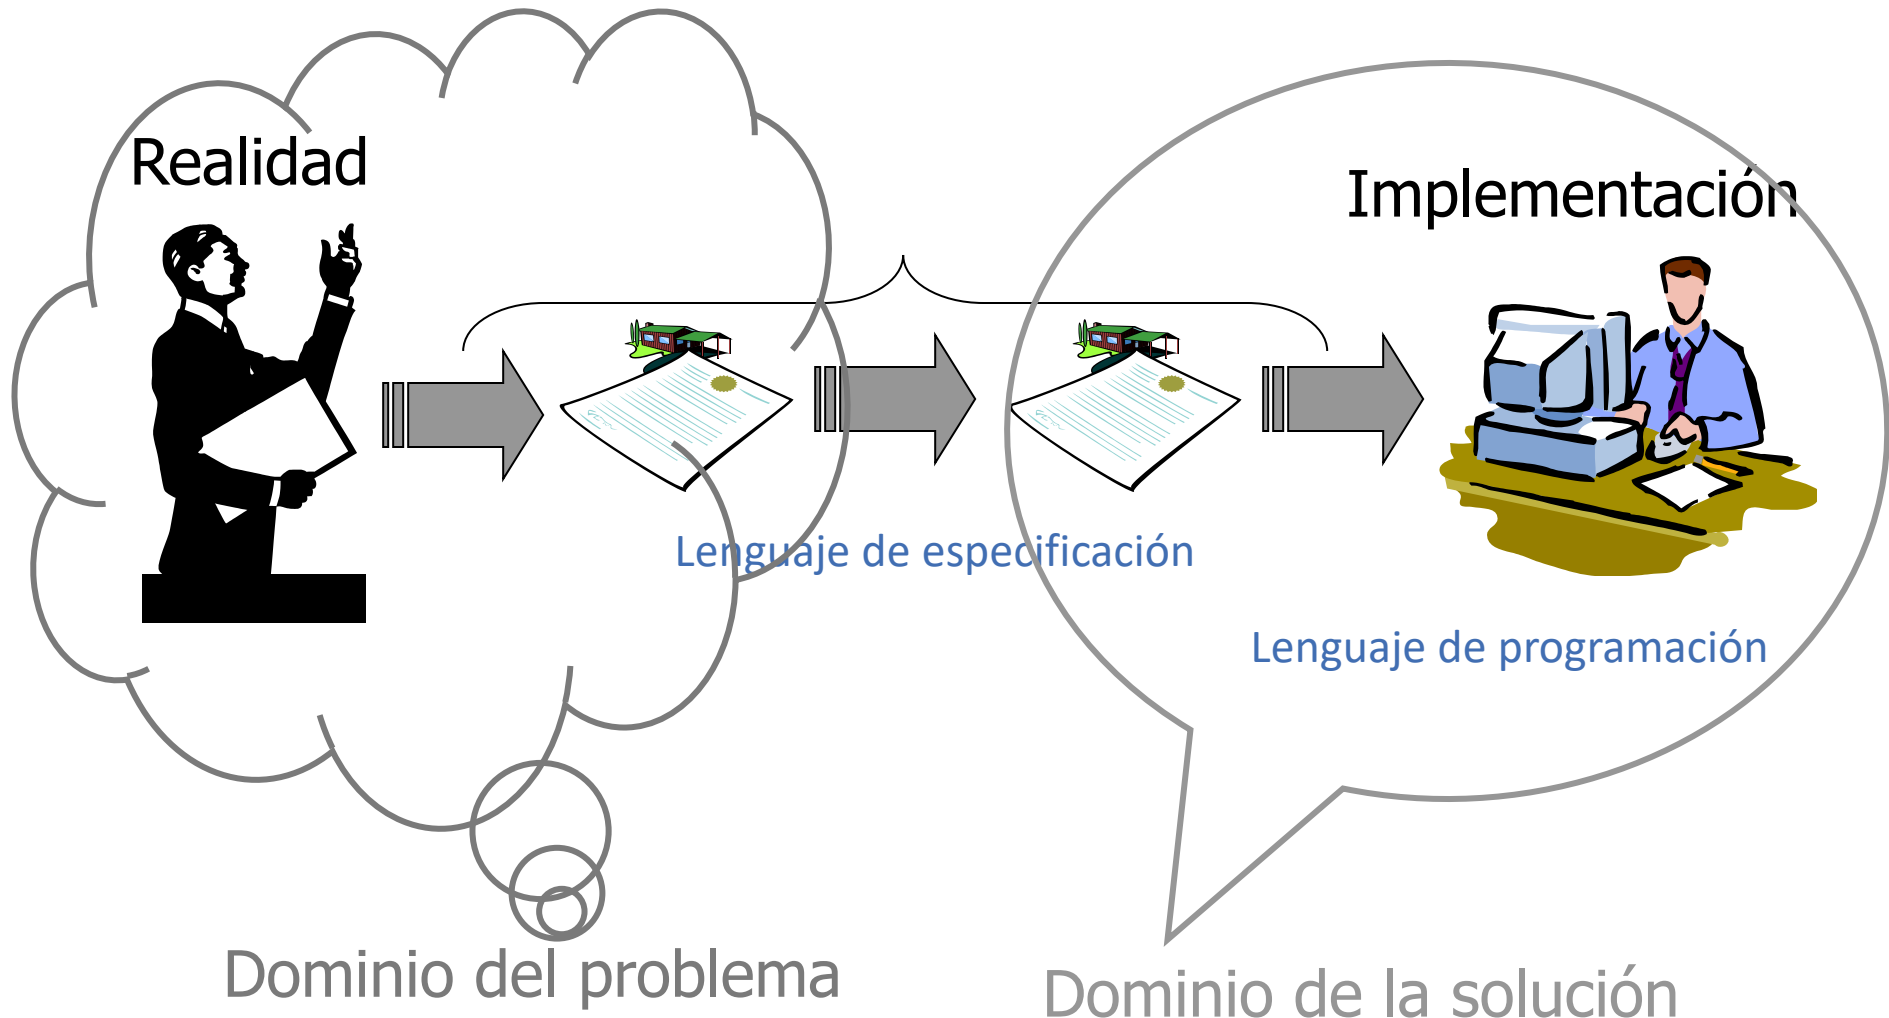 Realidad
Implementación
Lenguaje de especificación
Lenguaje de programación
Dominio del problema
Dominio de la solución